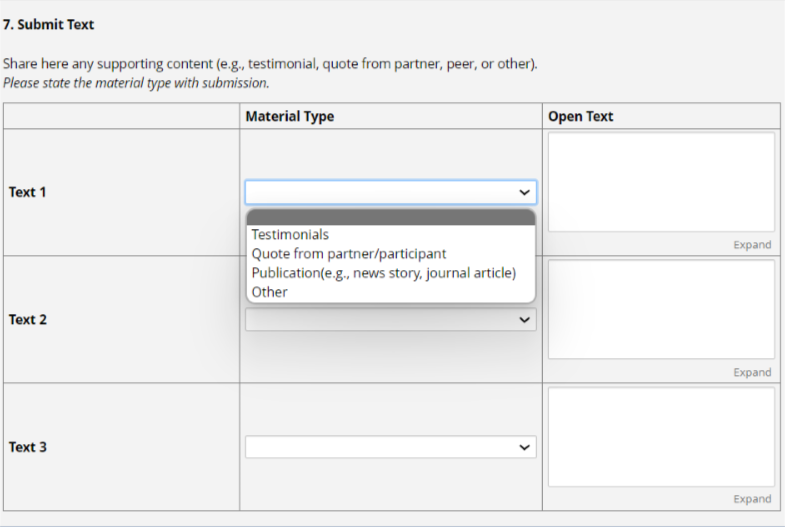 7. Submit Text
Share here any supporting content (e.g., testimonial, quote from partner, peer, or other).
Please state the material type with submission.
Material Type
Open Text
Text 1
Testimonials
Quote from partner/participant
Publication(e.g., news story, journal article)
Other
Expand
Text 2
Expand
Text 3
Expand